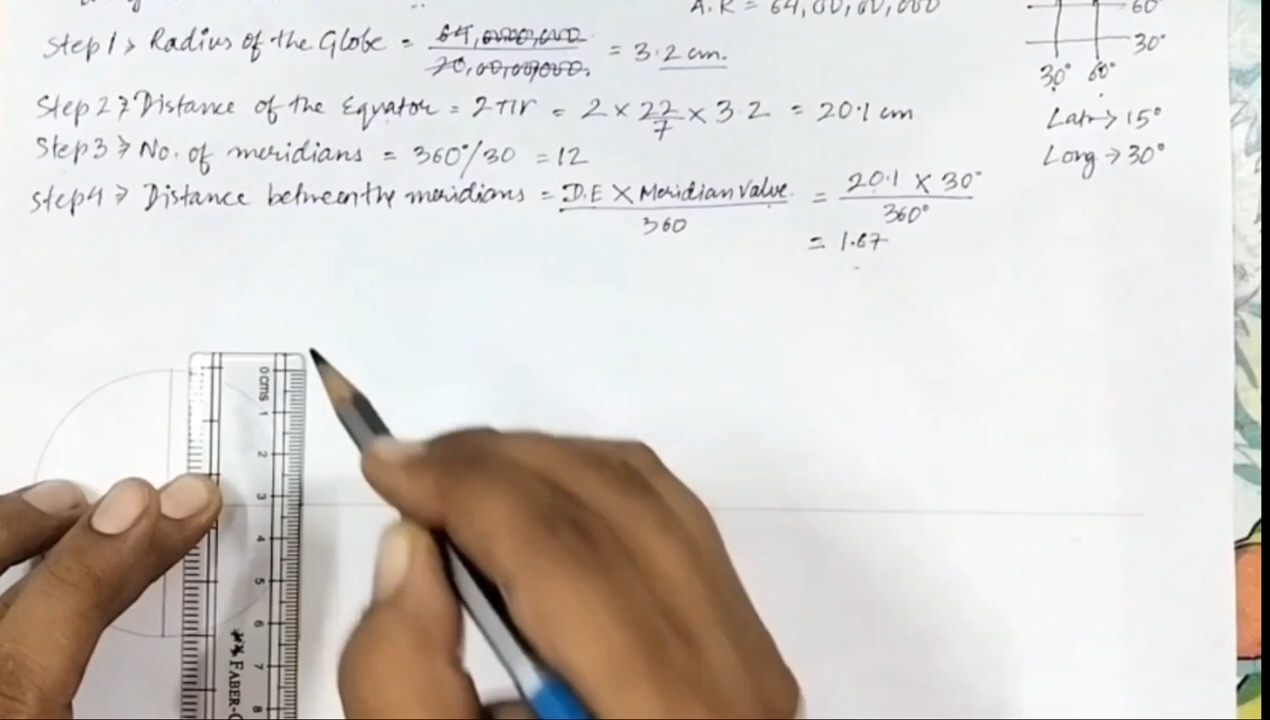 A.R = 64,00,00,000
Step 1 > Radius of the Globe = 64,0000,000 / 20,00,00,000. = 3.2 cm.
Step 2 > Distance of the Equator = 2πr = 2 × 22/7 × 3.2 = 20.1 cm
Step 3 > No. of meridians = 360°/30 = 12
Step 4 > Distance between the meridians = D.E × Meridian Value / 360 = 20.1 × 30° / 360°
= 1.67
60°
30°
30° 60°
Lat → 15°
Long → 30°
0 cms 1 2 3 4 5 6 7 8
FABER-C